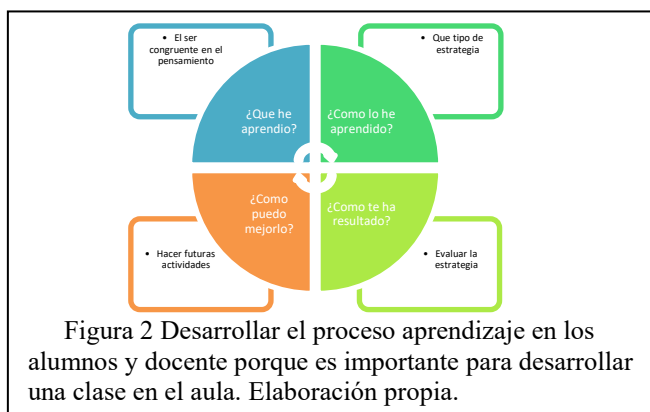 • El ser
congruente en el
pensamiento
• Que tipo de
estrategia
¿Que he
aprendio?
¿Como lo he
aprendido?
¿Como
puedo
mejorlo?
¿Como te ha
resultado?
• Hacer futuras
actividades
• Evaluar la
estrategia
Figura 2 Desarrollar el proceso aprendizaje en los
alumnos y docente porque es importante para desarrollar
una clase en el aula. Elaboración propia.